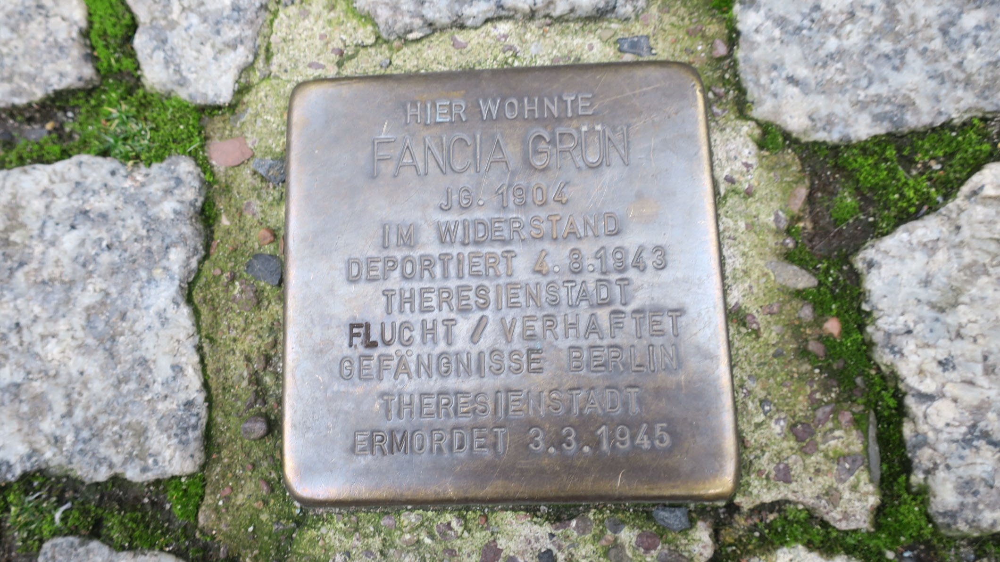 HIER WOHNTE
FANCIA GRÜN
JG. 1904
IM WIDERSTAND
DEPORTIERT 4.8.1943
THERESIENSTADT
FLUCHT / VERHAFTET
GEFÄNGNISSE BERLIN
THERESIENSTADT
ERMORDET 3.3.1945